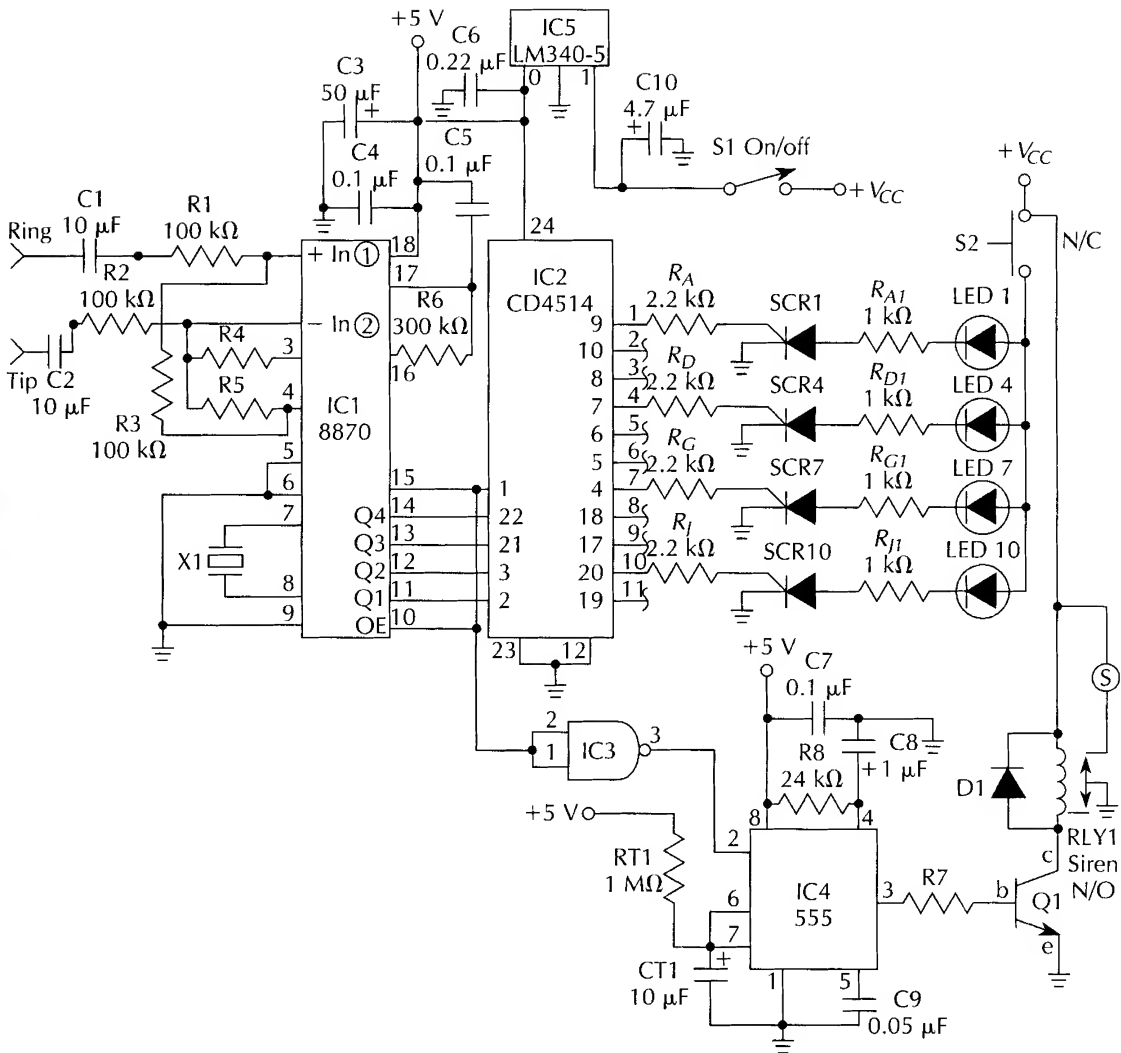 +5 V
C6
0.22 μF
IC5
LM340-5
0
1
C3
50 μF
+
C10
4.7 μF
+
C5
0.1 μF
C4
0.1 μF
S1 On/off
+VCC
+VCC
S2
N/C
C1
10 μF
R1
100 kΩ
Ring
R2
100 kΩ
Tip
C2
10 μF
R3
100 kΩ
R4
R5
+ In ①
− In ②
3
4
IC1
8870
5
6
7
8
9
X1
18
17
16
15
Q4 14
Q3 13
Q2 12
Q1 11
OE 10
R6
300 kΩ
24
IC2
CD4514
1
22
21
3
2
23
12
9 1
10 2
8 3
7 4
6 5
5 6
4 7
18 8
17 9
20 10
19 11
RA
2.2 kΩ
SCR1
RA1
1 kΩ
LED 1
RD
2.2 kΩ
SCR4
RD1
1 kΩ
LED 4
RG
2.2 kΩ
SCR7
RG1
1 kΩ
LED 7
RJ
2.2 kΩ
SCR10
RJ1
1 kΩ
LED 10
2
1
IC3
3
+5 V
C7
0.1 μF
C8
+
1 μF
R8
24 kΩ
+5 V
RT1
1 MΩ
8
4
2
6
7
IC4
555
3
1
5
CT1
10 μF
+
C9
0.05 μF
R7
b
c
e
Q1
D1
S
RLY1
Siren
N/O